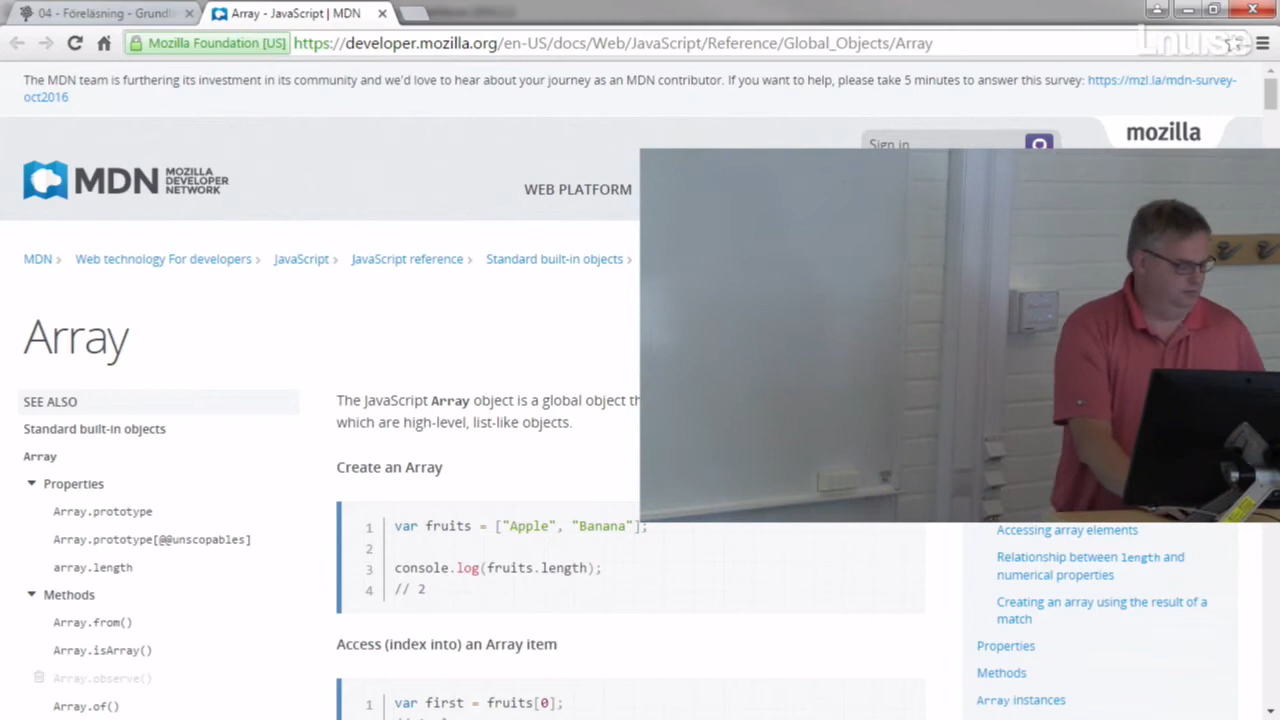 04 - Föreläsning - Grundl
Array - JavaScript | MDN
Mozilla Foundation [US]
https://developer.mozilla.org/en-US/docs/Web/JavaScript/Reference/Global_Objects/Array
Lnu.se
The MDN team is furthering its investment in its community and we'd love to hear about your journey as an MDN contributor. If you want to help, please take 5 minutes to answer this survey: https://mzl.la/mdn-survey-
oct2016
mozilla
Sign in
MDN MOZILLA
DEVELOPER
NETWORK
WEB PLATFORM
MDN
Web technology For developers
JavaScript
JavaScript reference
Standard built-in objects
Array
SEE ALSO
Standard built-in objects
Array
Properties
Array.prototype
Array.prototype[@@unscopables]
array.length
Methods
Array.from()
Array.isArray()
Array.observe()
Array.of()
The JavaScript Array object is a global object
which are high-level, list-like objects.
Create an Array
1 var fruits = ["Apple", "Banana"];
2
3 console.log(fruits.length);
4 // 2
Access (index into) an Array item
1 var first = fruits[0];
Accessing array elements
Relationship between length and
numerical properties
Creating an array using the result of a
match
Properties
Methods
Array instances